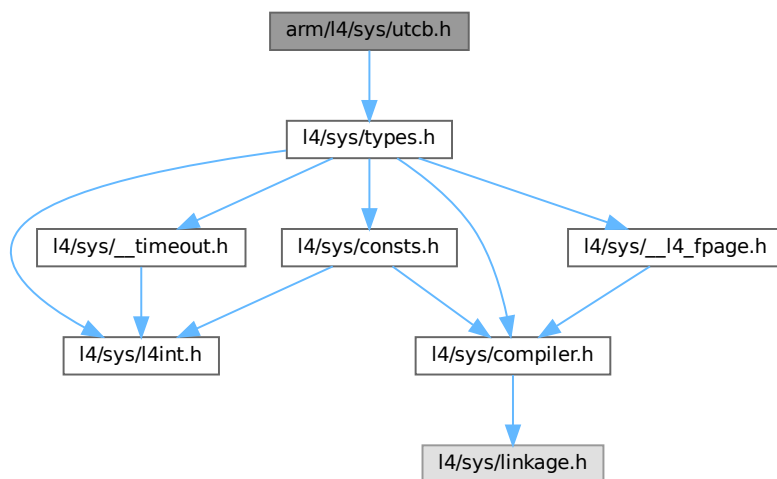 arm/l4/sys/utcb.h
l4/sys/types.h
l4/sys/__timeout.h
l4/sys/consts.h
l4/sys/__l4_fpage.h
l4/sys/l4int.h
l4/sys/compiler.h
l4/sys/linkage.h